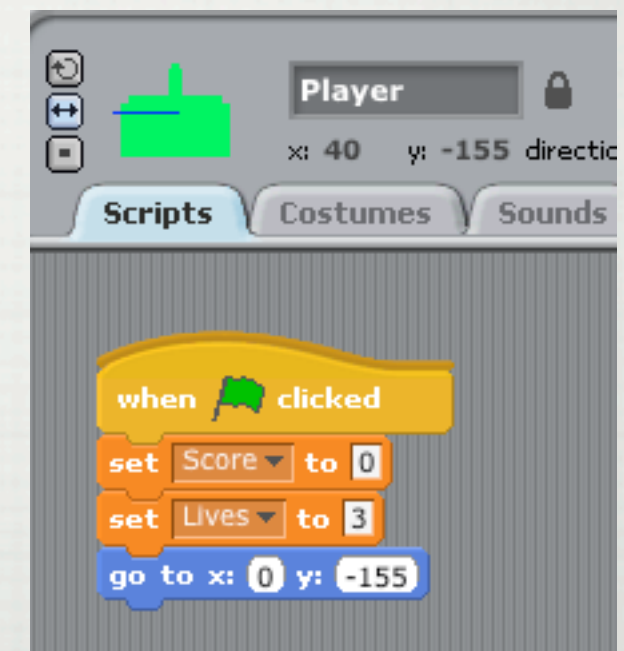 Player
x: 40 y: -155 directic
Scripts Costumes Sounds
when clicked
set Score to 0
set Lives to 3
go to x: 0 y: -155